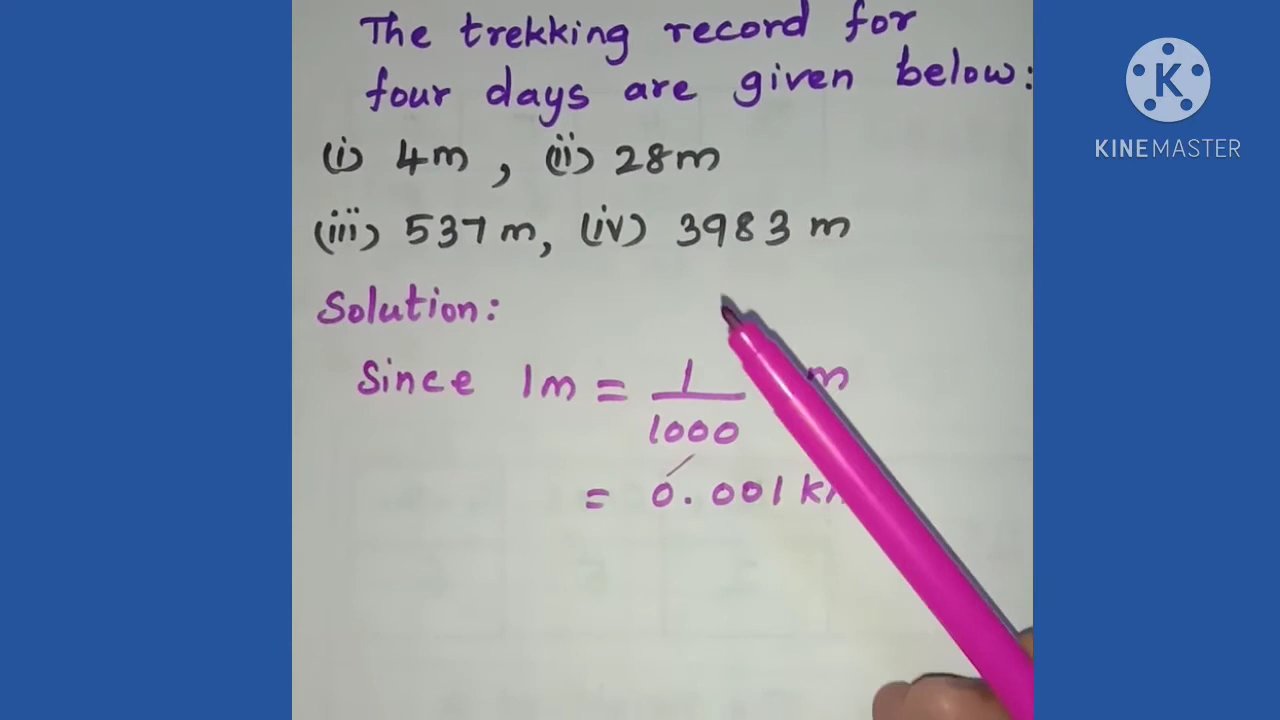 The trekking record for
four days are given below:
(i) 4m, (ii) 28m
(iii) 537 m, (iv) 3983 m
Solution:
Since 1m = 1/1000 m
= 0.001 k
KINEMASTER